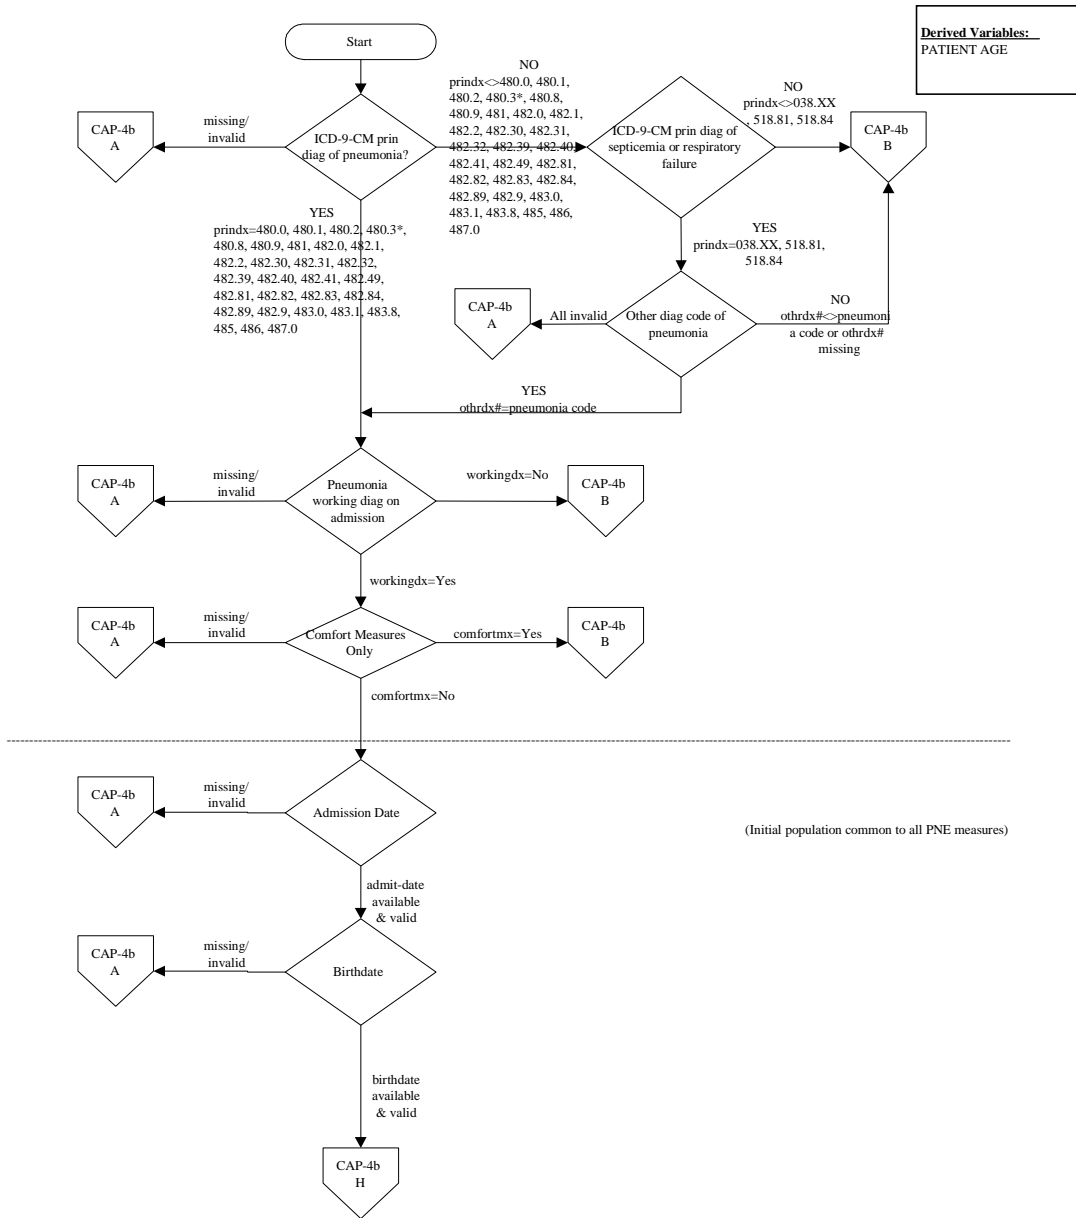 Derived Variables:
PATIENT AGE
Start
NO
prindx<>480.0, 480.1,
480.2, 480.3*, 480.8,
480.9, 481, 482.0, 482.1,
482.2, 482.30, 482.31,
482.32, 482.39, 482.40,
482.41, 482.49, 482.81,
482.82, 482.83, 482.84,
482.89, 482.9, 483.0,
483.1, 483.8, 485, 486,
487.0
missing/
invalid
CAP-4b
A
ICD-9-CM prin
diag of pneumonia?
ICD-9-CM prin diag of
septicemia or respiratory
failure
NO
prindx<>038.XX
, 518.81, 518.84
CAP-4b
B
YES
prindx=480.0, 480.1, 480.2, 480.3*,
480.8, 480.9, 481, 482.0, 482.1,
482.2, 482.30, 482.31, 482.32,
482.39, 482.40, 482.41, 482.49,
482.81, 482.82, 482.83, 482.84,
482.89, 482.9, 483.0, 483.1, 483.8,
485, 486, 487.0
YES
prindx=038.XX, 518.81,
518.84
CAP-4b
A
All invalid
Other diag code of
pneumonia
NO
othrdx#<>pneumoni
a code or othrdx#
missing
YES
othrdx#=pneumonia code
CAP-4b
A
missing/
invalid
Pneumonia
working diag on
admission
workingdx=No
CAP-4b
B
workingdx=Yes
CAP-4b
A
missing/
invalid
Comfort Measures
Only
comfortmx=Yes
CAP-4b
B
comfortmx=No
CAP-4b
A
missing/
invalid
Admission Date
(Initial population common to all PNE measures)
admit-date
available
& valid
CAP-4b
A
missing/
invalid
Birthdate
birthdate
available
& valid
CAP-4b
H